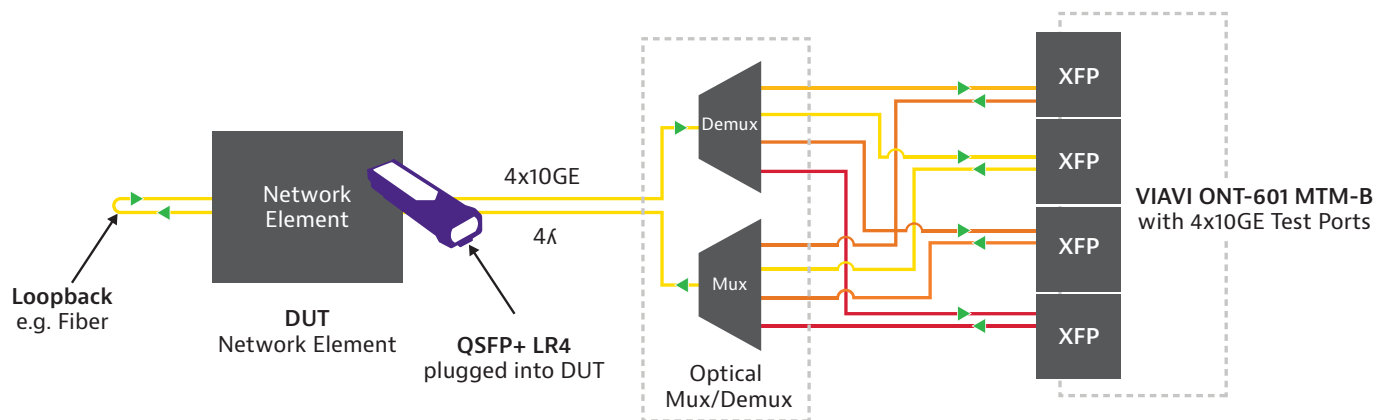 Network
Element
Loopback
e.g. Fiber
DUT
Network Element
4x10GE
4ʎ
QSFP+ LR4
plugged into DUT
Demux
Mux
Optical
Mux/Demux
XFP
XFP
XFP
XFP
VIAVI ONT-601 MTM-B
with 4x10GE Test Ports